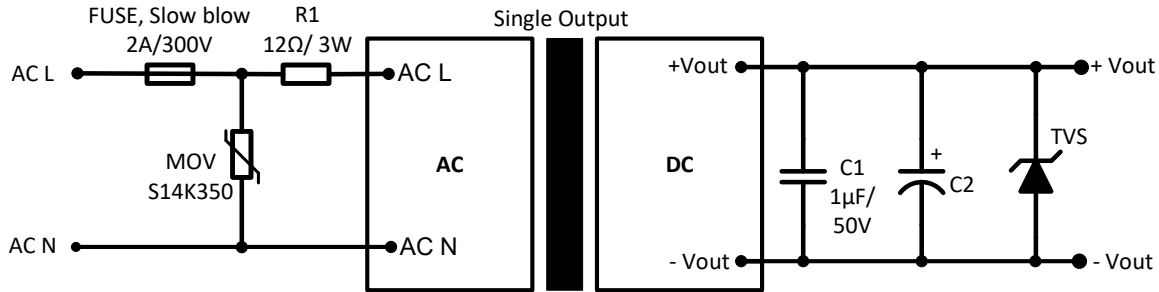 FUSE, Slow blow
2A/300V
R1
12Ω/ 3W
Single Output
AC L
AC L
+Vout
+ Vout
MOV
S14K350
AC
DC
C1
1µF/
50V
+
C2
TVS
AC N
AC N
- Vout
- Vout